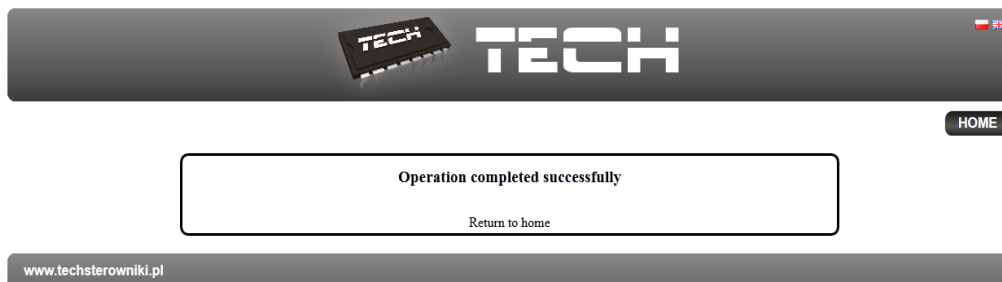 TECH
TECH
HOME
Operation completed successfully
Return to home
www.techsterowniki.pl